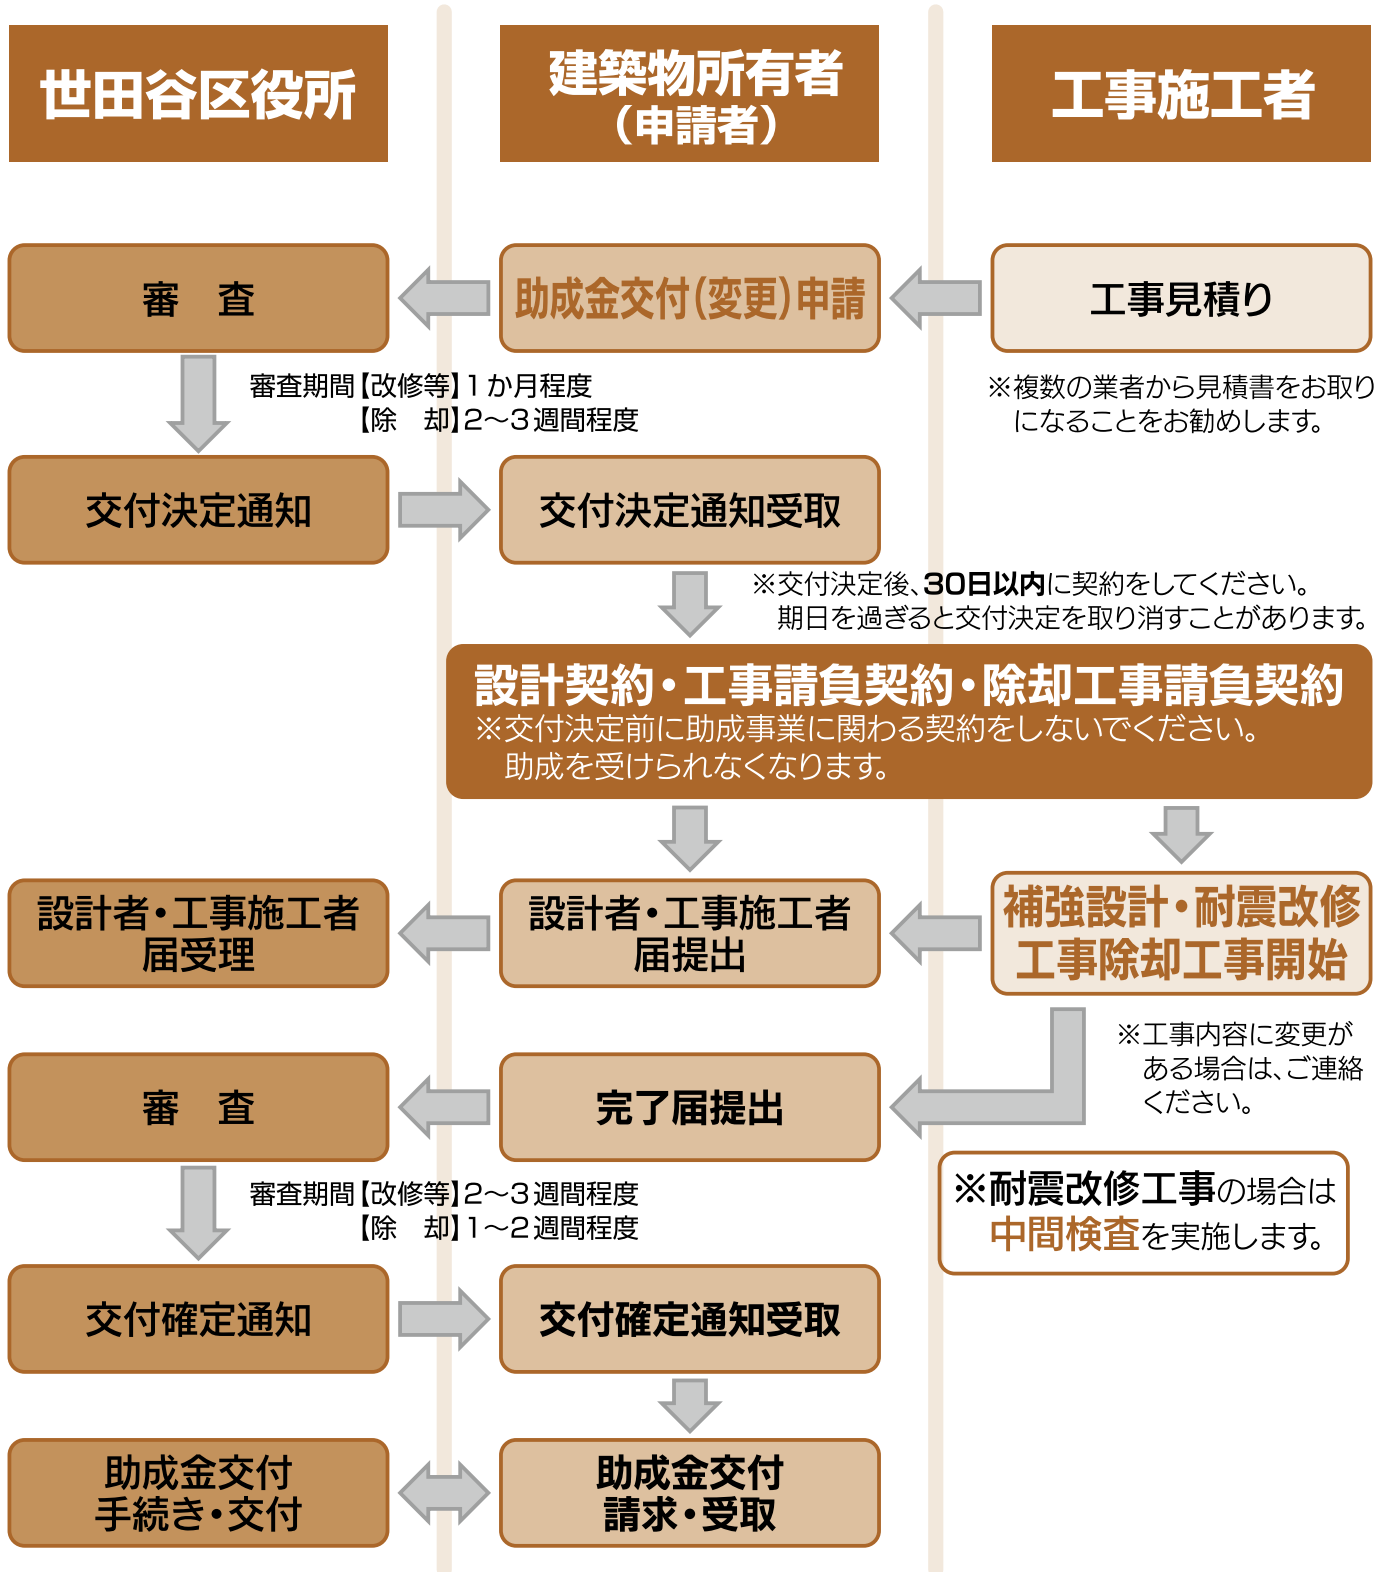 世田谷区役所
建築物所有者
（申請者）
工事施工者
審　査
助成金交付（変更）申請
工事見積り
審査期間【改修等】1か月程度
【除　却】2～3週間程度
※複数の業者から見積書をお取り
になることをお勧めします。
交付決定通知
交付決定通知受取
※交付決定後、30日以内に契約をしてください。
期日を過ぎると交付決定を取り消すことがあります。
設計契約・工事請負契約・除却工事請負契約
※交付決定前に助成事業に関わる契約をしないでください。
助成を受けられなくなります。
設計者・工事施工者
届受理
設計者・工事施工者
届提出
補強設計・耐震改修
工事除却工事開始
※工事内容に変更が
ある場合は、ご連絡
ください。
審　査
完了届提出
※耐震改修工事の場合は
中間検査を実施します。
審査期間【改修等】2～3週間程度
【除　却】1～2週間程度
交付確定通知
交付確定通知受取
助成金交付
手続き・交付
助成金交付
請求・受取